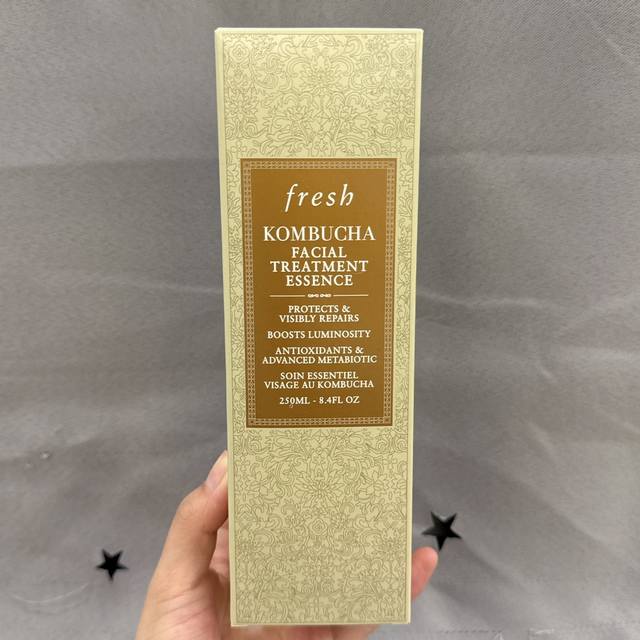 fresh
KOMBUCHA
FACIAL
TREATMENT
ESSENCE
PROTECTS &
VISIBLY REPAIRS
BOOSTS LUMINOSITY
ANTIOXIDANTS &
ADVANCED METABIOTIC
SOIN ESSENTIEL
VISAGE AU KOMBUCHA
250ML - 8.4FL OZ